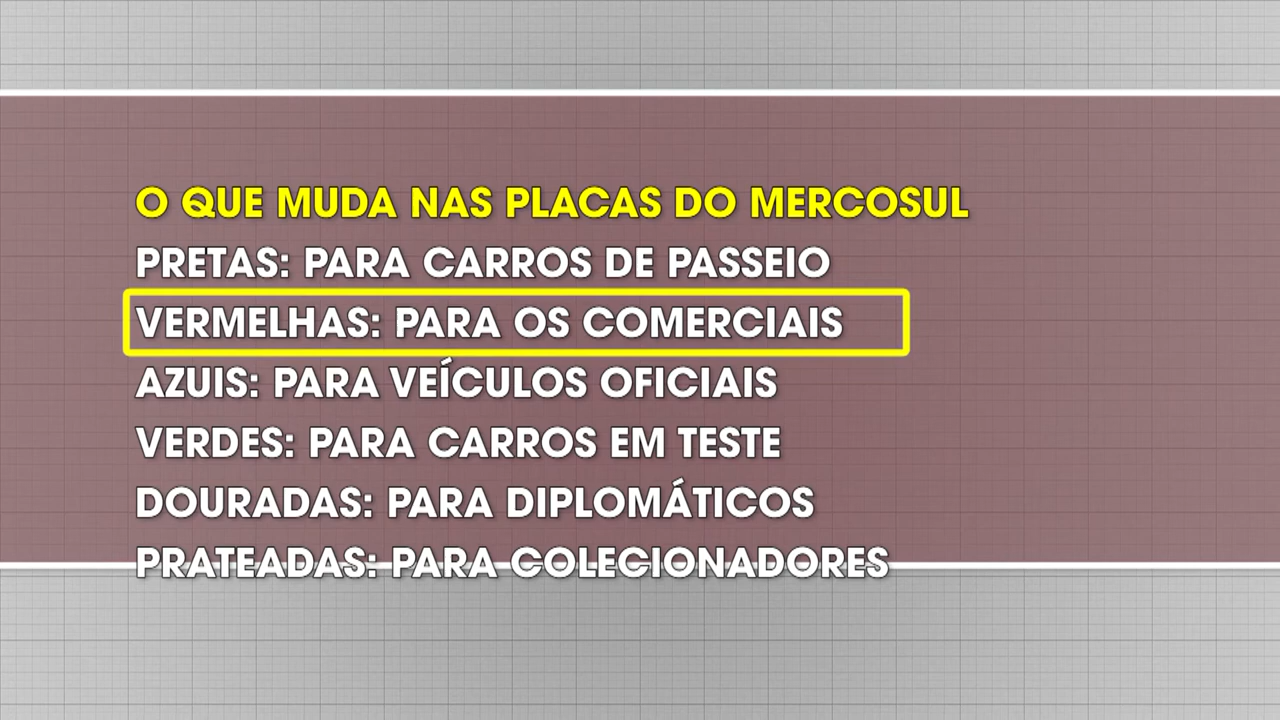 O QUE MUDA NAS PLACAS DO MERCOSUL
PRETAS: PARA CARROS DE PASSEIO
VERMELHAS: PARA OS COMERCIAIS
AZUIS: PARA VEÍCULOS OFICIAIS
VERDES: PARA CARROS EM TESTE
DOURADAS: PARA DIPLOMÁTICOS
PRATEADAS: PARA COLECIONADORES